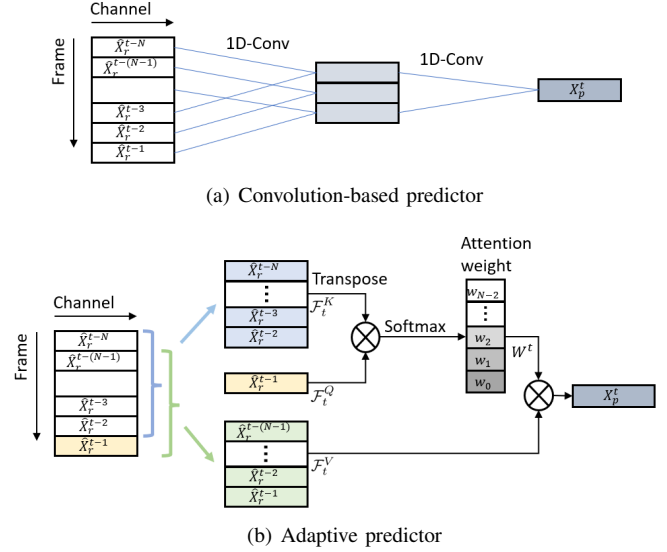 Channel
Frame
X̂_r^{t-N}
X̂_r^{t-(N-1)}
X̂_r^{t-3}
X̂_r^{t-2}
X̂_r^{t-1}
1D-Conv
1D-Conv
X_p^t
(a) Convolution-based predictor
Channel
Frame
X̂_r^{t-N}
X̂_r^{t-(N-1)}
X̂_r^{t-3}
X̂_r^{t-2}
X̂_r^{t-1}
X̂_r^{t-N}
⋮
X̂_r^{t-3}
X̂_r^{t-2}
Transpose
ℱ_t^K
X̂_r^{t-1}
ℱ_t^Q
X̂_r^{t-(N-1)}
⋮
X̂_r^{t-2}
X̂_r^{t-1}
ℱ_t^V
Softmax
Attention
weight
w_{N-2}
⋮
w_2
w_1
w_0
W^t
X_p^t
(b) Adaptive predictor